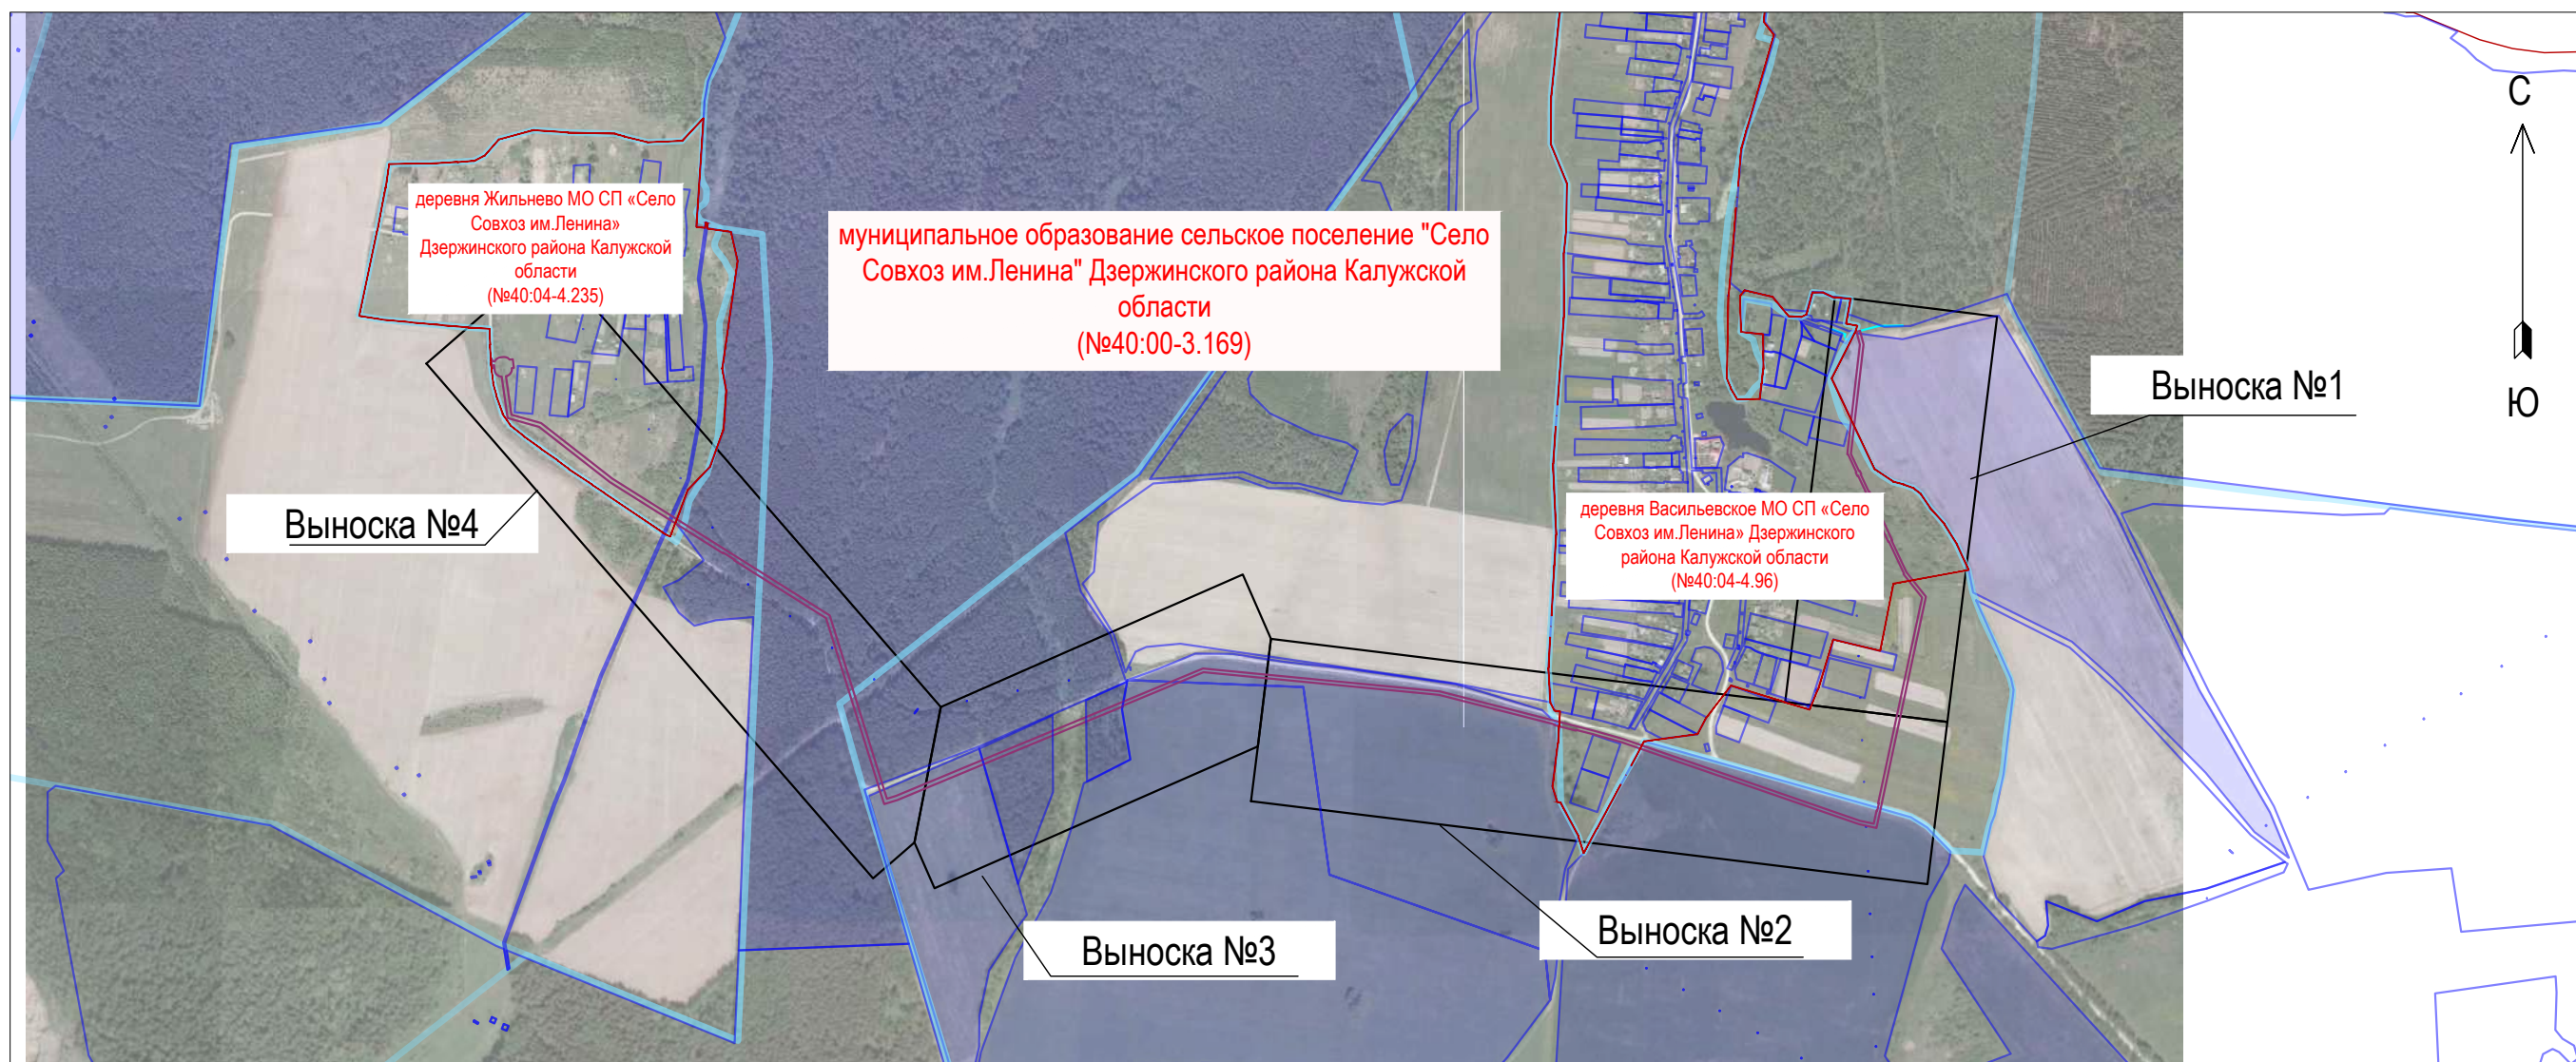 С
деревня Жильнево МО СП «Село
Совхоз им.Ленина»
Дзержинского района Калужской
области
(№40:04-4.235)
муниципальное образование сельское поселение "Село
Совхоз им.Ленина" Дзержинского района Калужской
области
(№40:00-3.169)
Выноска №1
Ю
Выноска №4
деревня Васильевское МО СП «Село
Совхоз им.Ленина» Дзержинского
района Калужской области
(№40:04-4.96)
Выноска №2
Выноска №3